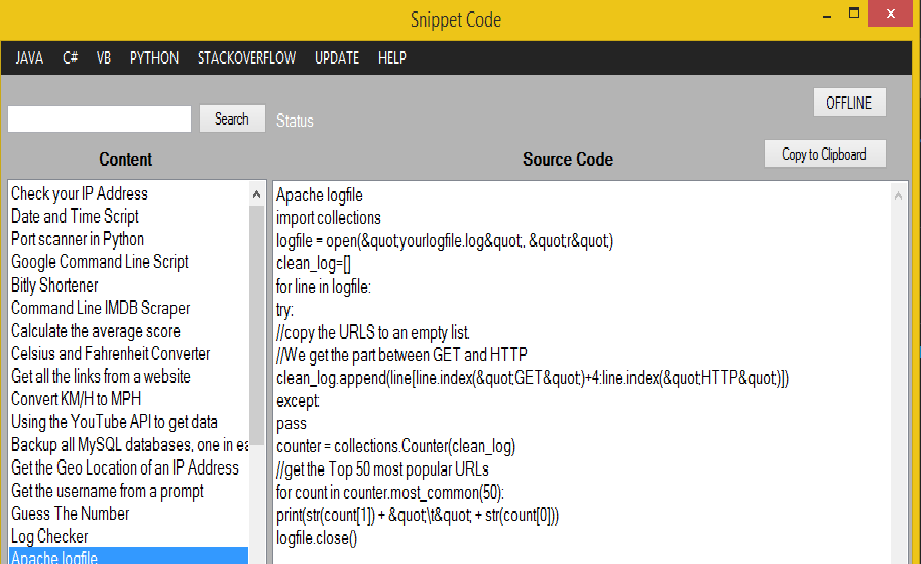 Snippet Code
JAVA C# VB PYTHON STACKOVERFLOW UPDATE HELP
OFFLINE
Search Status
Content
Source Code
Copy to Clipboard
Check your IP Address
Date and Time Script
Port scanner in Python
Google Command Line Script
Bitly Shortener
Command Line IMDB Scraper
Calculate the average score
Celsius and Fahrenheit Converter
Get all the links from a website
Convert KM/H to MPH
Using the YouTube API to get data
Backup all MySQL databases, one in ea
Get the Geo Location of an IP Address
Get the username from a prompt
Guess The Number
Log Checker
Apache logfile
Apache logfile
import collections
logfile = open(&quot;yourlogfile.log&quot;, &quot;r&quot;)
clean_log=[]
for line in logfile:
try:
//copy the URLS to an empty list.
//We get the part between GET and HTTP
clean_log.append(line[line.index(&quot;GET&quot;)+4:line.index(&quot;HTTP&quot;)])
except:
pass
counter = collections.Counter(clean_log)
//get the Top 50 most popular URLs
for count in counter.most_common(50):
print(str(count[1]) + &quot;\t&quot; + str(count[0]))
logfile.close()